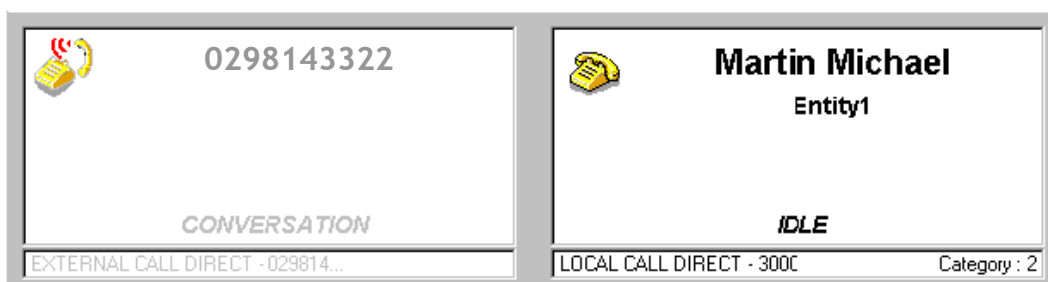 0298143322
CONVERSATION
EXTERNAL CALL DIRECT - 029814...
Martin Michael
Entity1
IDLE
LOCAL CALL DIRECT - 3000 Category : 2